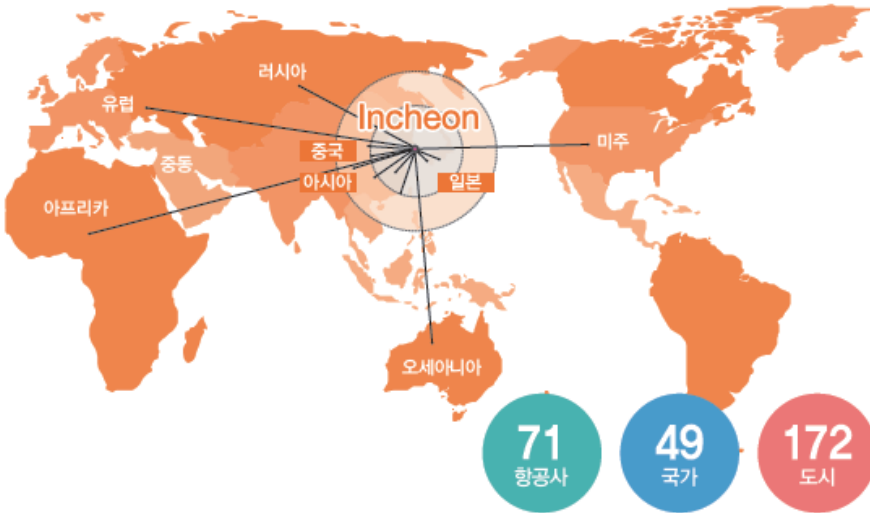 러시아
유럽
Incheon
미주
중국
중동
아시아
일본
아프리카
오세아니아
71
항공사
49
국가
172
도시